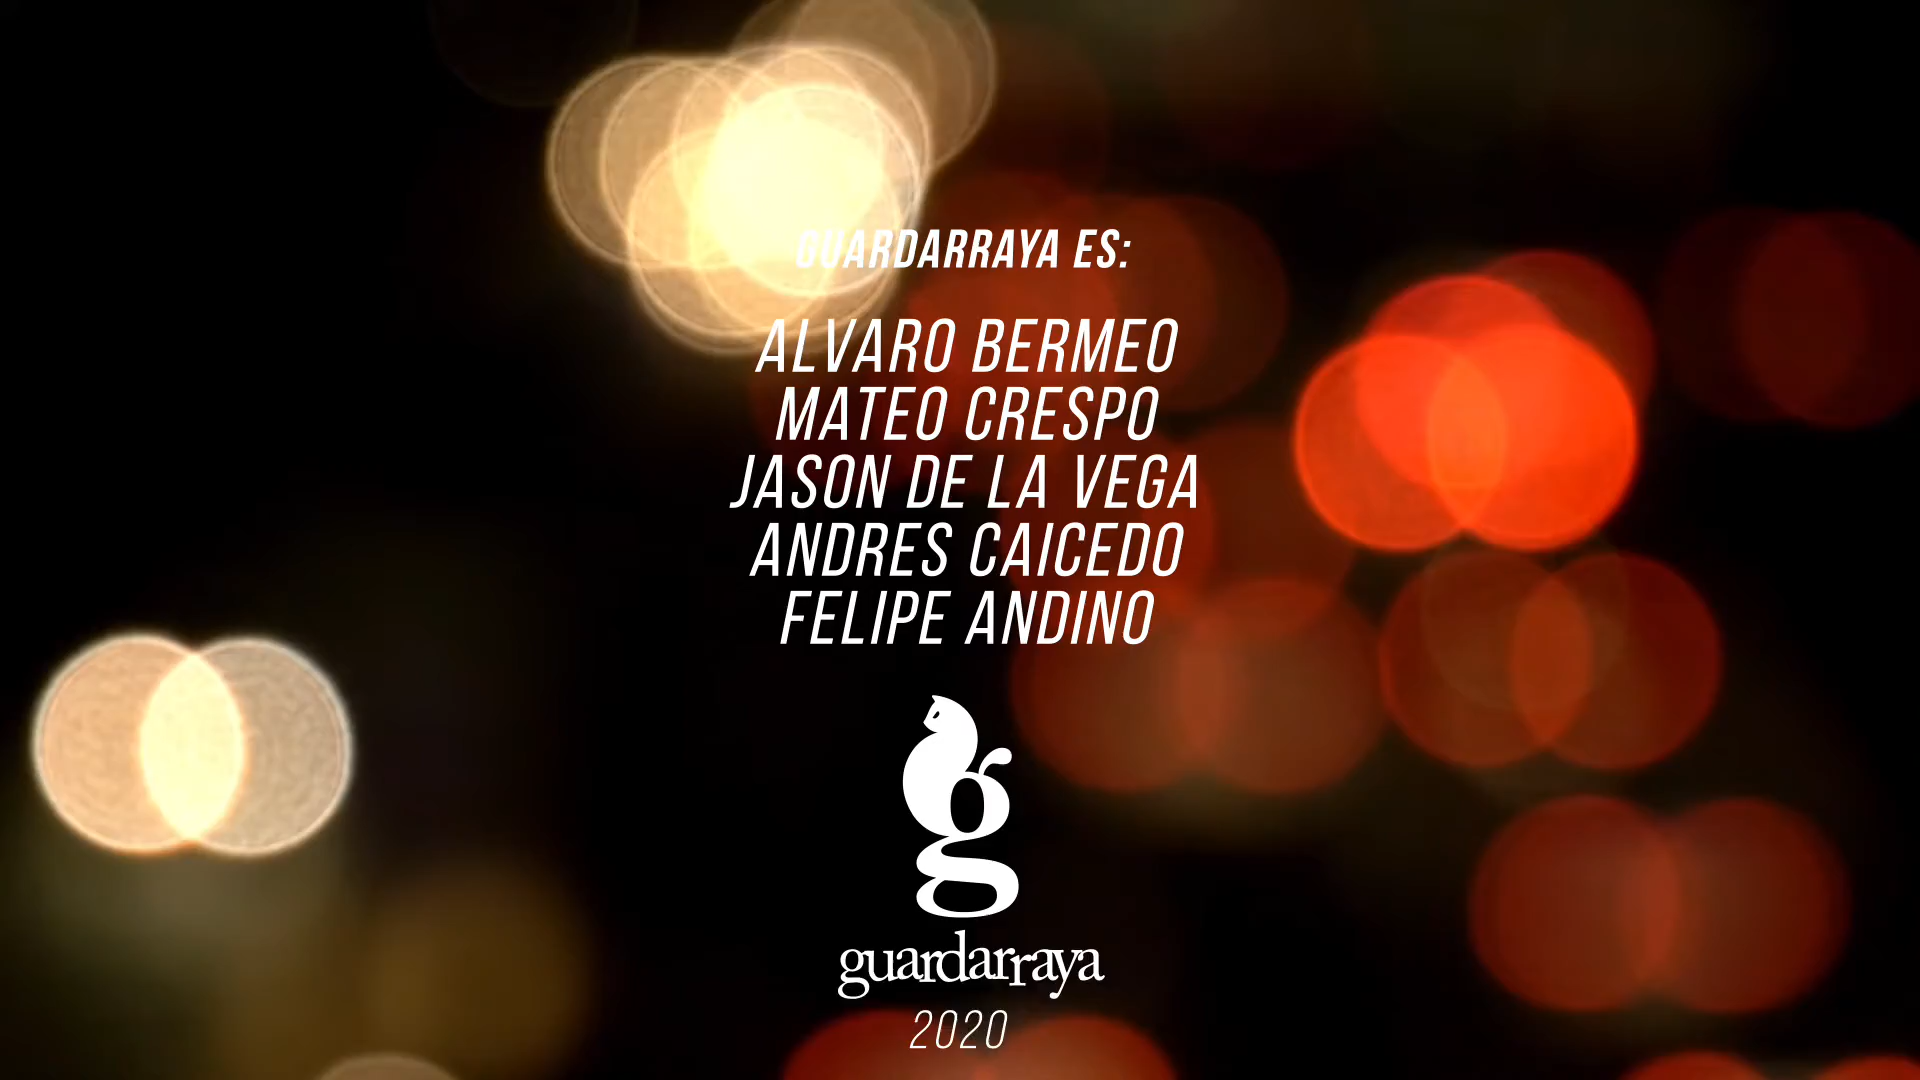 GUARDARRAYA ES:
ALVARO BERMEO
MATEO CRESPO
JASON DE LA VEGA
ANDRES CAICEDO
FELIPE ANDINO
g
guardarraya
2020